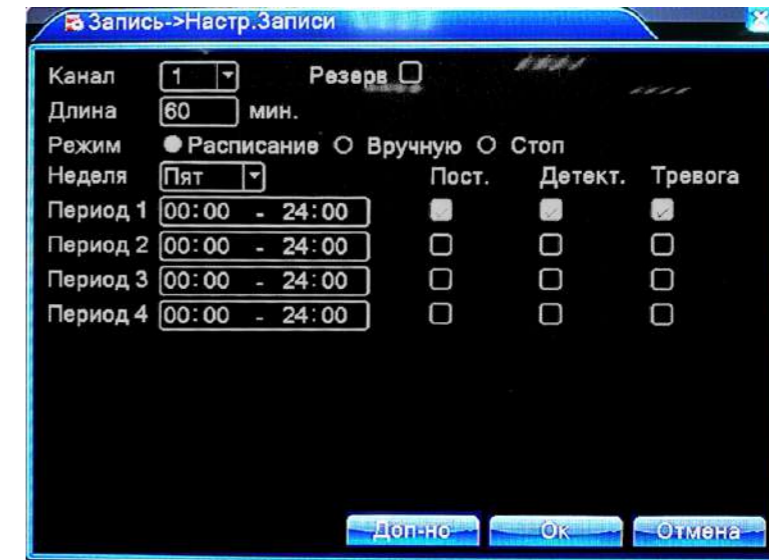 Запись->Настр.Записи
Канал 1 Резерв
Длина 60 мин.
Режим Расписание Вручную Стоп
Неделя Пят Пост. Детект. Тревога
Период 1 00:00 - 24:00
Период 2 00:00 - 24:00
Период 3 00:00 - 24:00
Период 4 00:00 - 24:00
Доп-но Ок Отмена